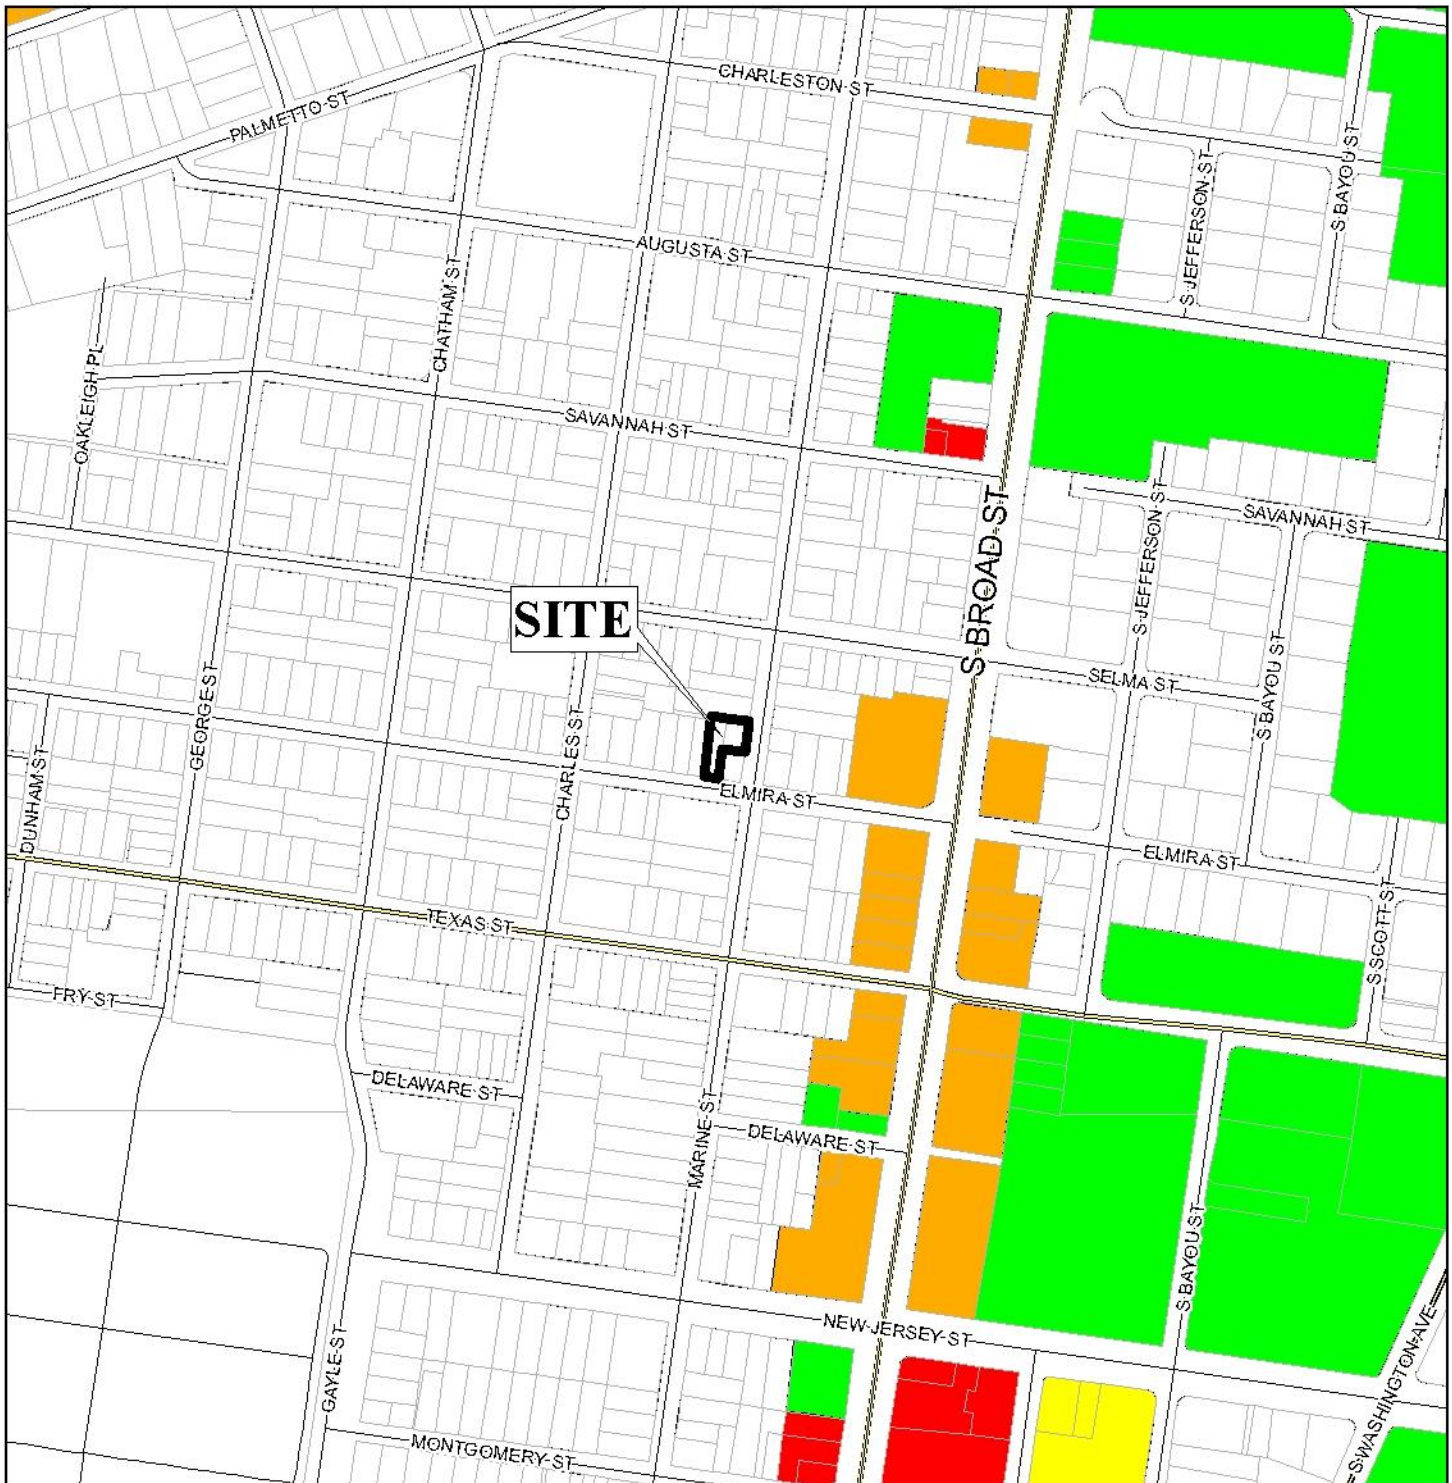 CHARLESTON ST
PALMETTO ST
S BAYOU ST
S JEFFERSON ST
AUGUSTA ST
CHATHAM ST
OAKLEIGH PL
SAVANNAH ST
S BROAD ST
SAVANNAH ST
S JEFFERSON ST
SITE
S BAYOU ST
SELMA ST
GEORGE ST
CHARLES ST
DUNHAM ST
ELMIRA ST
ELMIRA ST
TEXAS ST
S SCOTT ST
FRY ST
DELAWARE ST
MARINE ST
DELAWARE ST
S BAYOU ST
NEW JERSEY ST
GAYLE ST
S WASHINGTON AVE
MONTGOMERY ST